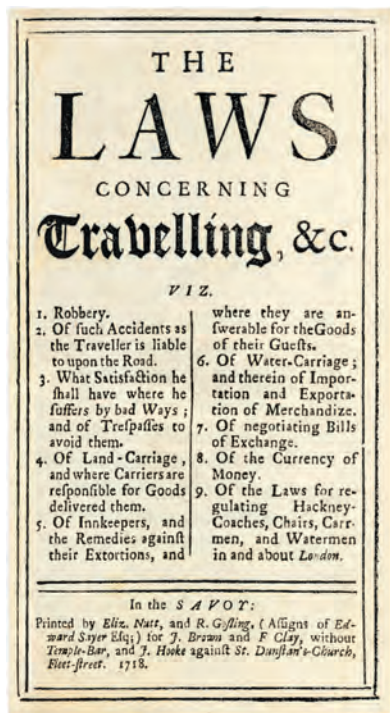 THE
LAWS
CONCERNING
Travelling, &c.
VIZ.
1. Robbery.
2. Of ſuch Accidents as
the Traveller is liable
to upon the Road.
3. What Satisfaction he
ſhall have where he
ſuffers by bad Ways ;
and of Treſpaſſes to
avoid them.
4. Of Land-Carriage,
and where Carriers are
reſponſible for Goods
delivered them.
5. Of Innkeepers, and
the Remedies againſt
their Extortions, and
where they are an-
ſwerable for the Goods
of their Gueſts.
6. Of Water-Carriage ;
and therein of Impor-
tation and Exporta-
tion of Merchandize.
7. Of negotiating Bills
of Exchange.
8. Of the Currency of
Money.
9. Of the Laws for re-
gulating Hackney-
Coaches, Chairs, Carr-
men, and Watermen
in and about London.
In the SAVOY:
Printed by Eliz. Nutt, and R. Goſling, (Aſſigns of Ed-
ward Sayer Eſq;) for J. Brown and F Clay, without
Temple-Bar, and J. Hooke againſt St. Dunſtan's-Church,
Fleet-ſtreet. 1718.